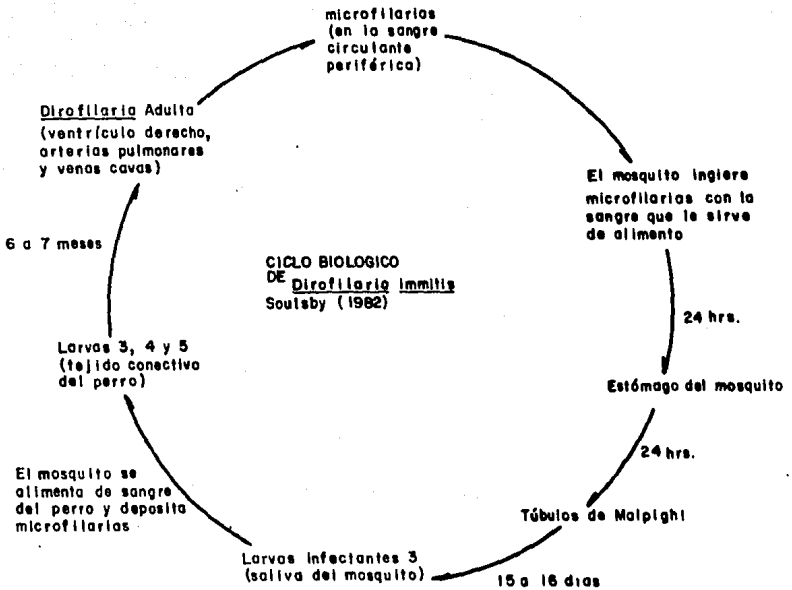 microfilarias
(en la sangre
circulante
periférica)
El mosquito ingiere
microfilarias con la
sangre que le sirve
de alimento
24 hrs.
Estómago del mosquito
24 hrs.
Túbulos de Malpighi
15 a 16 dias
Larvas infectantes 3
(saliva del mosquito)
El mosquito se
alimenta de sangre
del perro y deposita
microfilarias
Larvas 3, 4 y 5
(tejido conectivo
del perro)
6 a 7 meses
Dirofilaria Adulta
(ventrículo derecho,
arterias pulmonares
y venas cavas)
CICLO BIOLOGICO
DE Dirofilaria immitis
Soulsby (1982)